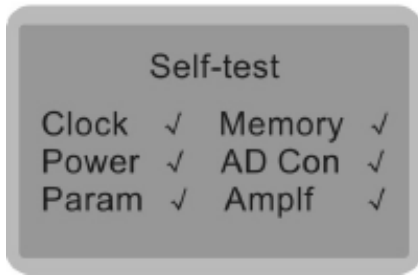 Self-test
Clock √ Memory √
Power √ AD Con √
Param √ Amplf √